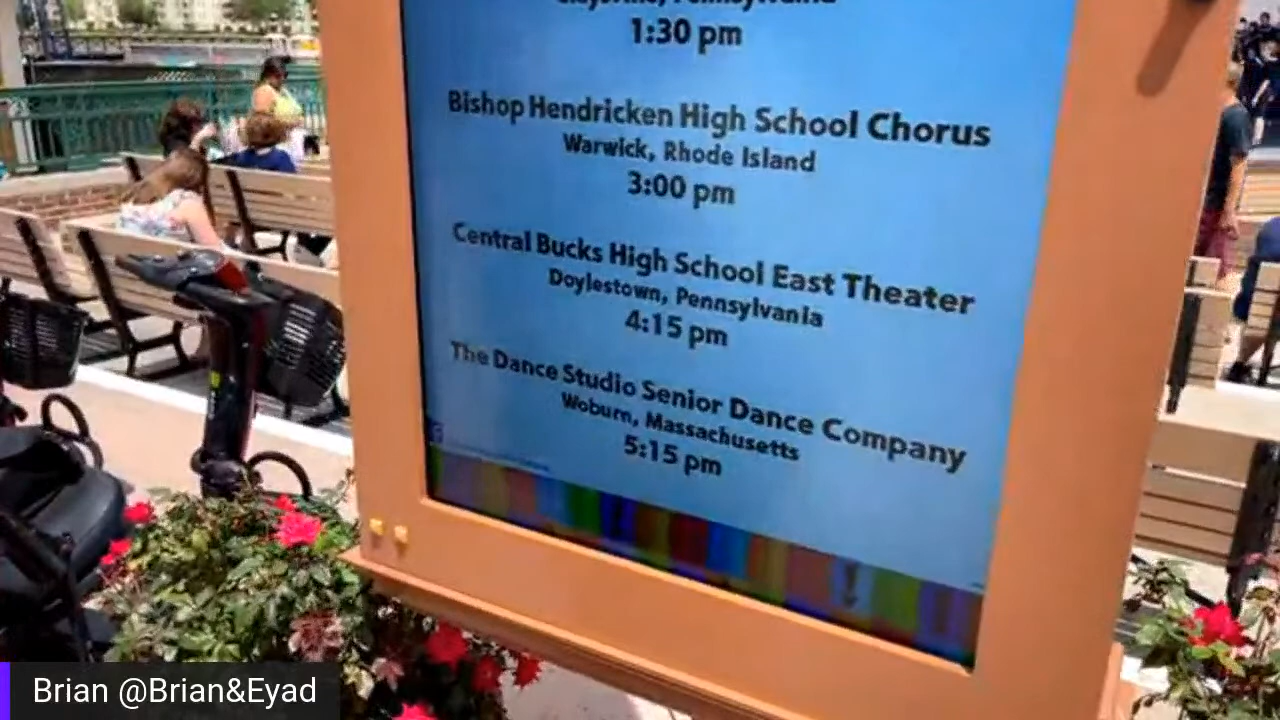 Pennsylvania
1:30 pm
Bishop Hendricken High School Chorus
Warwick, Rhode Island
3:00 pm
Central Bucks High School East Theater
Doylestown, Pennsylvania
4:15 pm
The Dance Studio Senior Dance Company
Woburn, Massachusetts
5:15 pm
Brian @Brian&Eyad